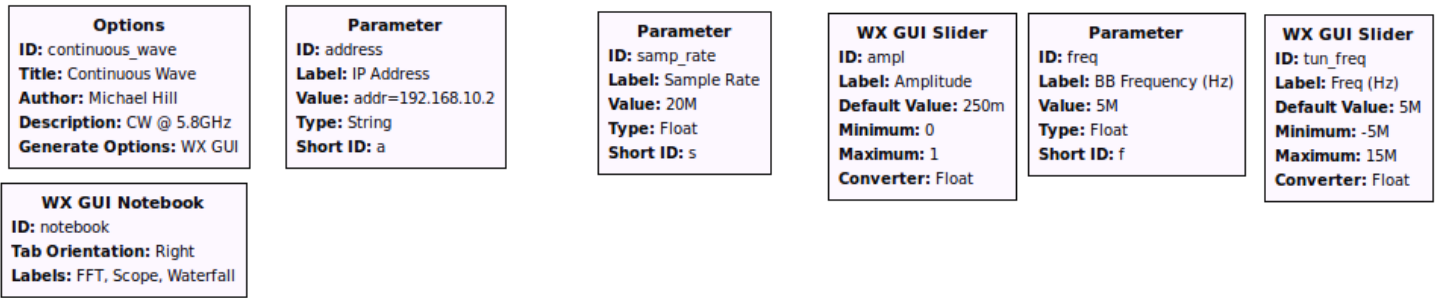 Options
ID: continuous_wave
Title: Continuous Wave
Author: Michael Hill
Description: CW @ 5.8GHz
Generate Options: WX GUI
Parameter
ID: address
Label: IP Address
Value: addr=192.168.10.2
Type: String
Short ID: a
Parameter
ID: samp_rate
Label: Sample Rate
Value: 20M
Type: Float
Short ID: s
WX GUI Slider
ID: ampl
Label: Amplitude
Default Value: 250m
Minimum: 0
Maximum: 1
Converter: Float
Parameter
ID: freq
Label: BB Frequency (Hz)
Value: 5M
Type: Float
Short ID: f
WX GUI Slider
ID: tun_freq
Label: Freq (Hz)
Default Value: 5M
Minimum: -5M
Maximum: 15M
Converter: Float
WX GUI Notebook
ID: notebook
Tab Orientation: Right
Labels: FFT, Scope, Waterfall